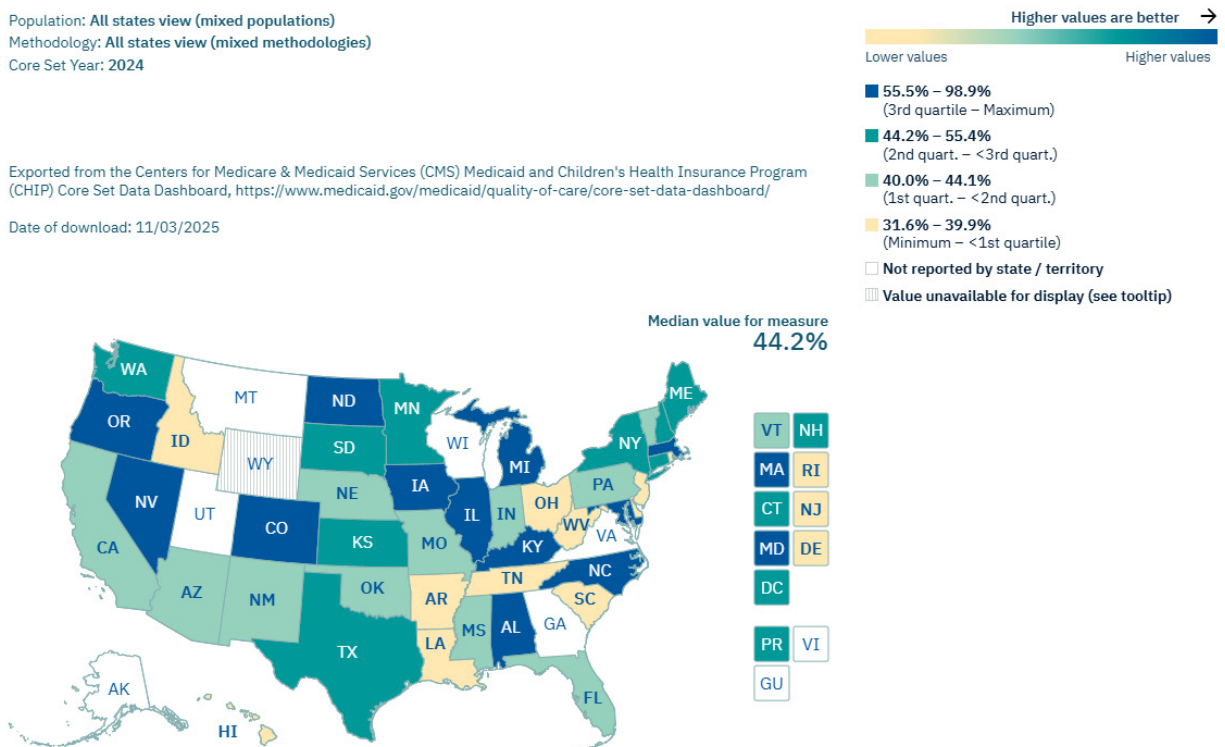 Population: All states view (mixed populations)
Methodology: All states view (mixed methodologies)
Core Set Year: 2024
Exported from the Centers for Medicare & Medicaid Services (CMS) Medicaid and Children's Health Insurance Program
(CHIP) Core Set Data Dashboard, https://www.medicaid.gov/medicaid/quality-of-care/core-set-data-dashboard/
Date of download: 11/03/2025
Higher values are better →
Lower values
Higher values
55.5% – 98.9%
(3rd quartile – Maximum)
44.2% – 55.4%
(2nd quart. – <3rd quart.)
40.0% – 44.1%
(1st quart. – <2nd quart.)
31.6% – 39.9%
(Minimum – <1st quartile)
Not reported by state / territory
Value unavailable for display (see tooltip)
Median value for measure
44.2%
WA
MT
ND
MN
ME
OR
ID
WY
SD
WI
NY
MI
NV
UT
CO
NE
IA
IL
IN
OH
PA
CA
KS
MO
KY
WV
VA
AZ
NM
OK
AR
TN
NC
SC
TX
LA
MS
AL
GA
FL
AK
HI
VT
NH
MA
RI
CT
NJ
MD
DE
DC
PR
VI
GU